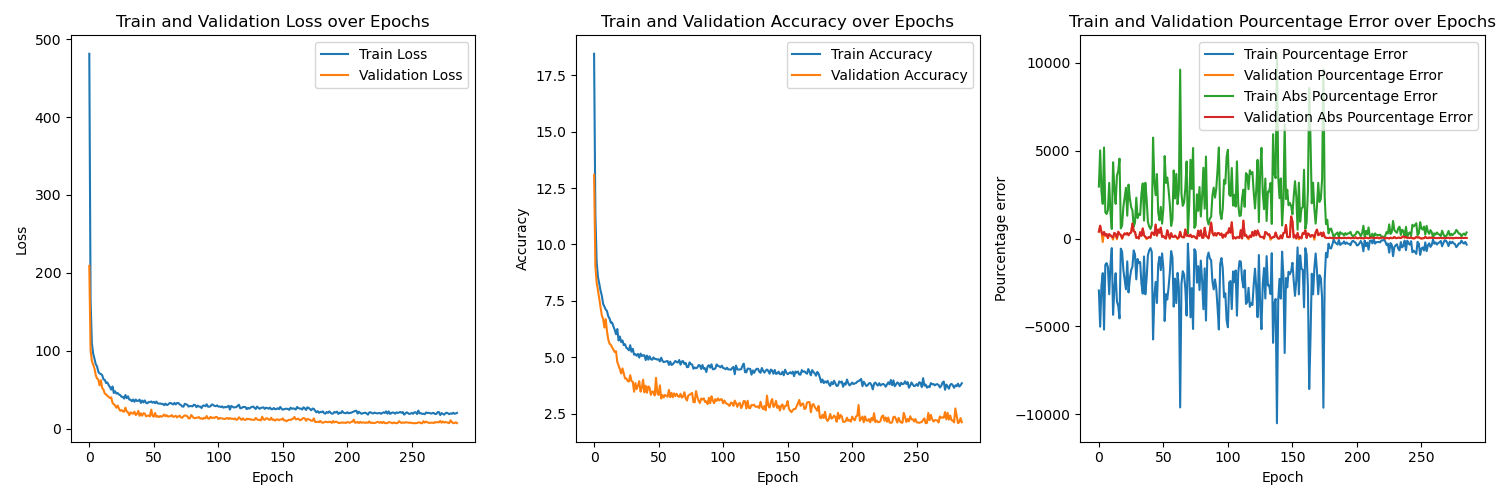 Train and Validation Loss over Epochs
500
400
300
200
100
0
Loss
0 50 100 150 200 250
Epoch
Train Loss
Validation Loss
Train and Validation Accuracy over Epochs
17.5
15.0
12.5
10.0
7.5
5.0
2.5
Accuracy
0 50 100 150 200 250
Epoch
Train Accuracy
Validation Accuracy
Train and Validation Pourcentage Error over Epochs
10000
5000
0
−5000
−10000
Pourcentage error
0 50 100 150 200 250
Epoch
Train Pourcentage Error
Validation Pourcentage Error
Train Abs Pourcentage Error
Validation Abs Pourcentage Error